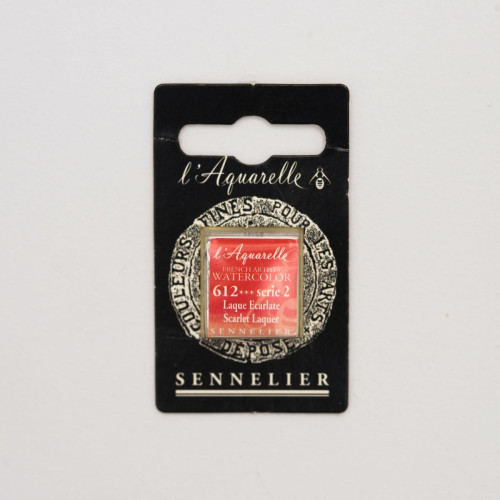 l'Aquarelle
COULEURS FINES POUR LES ARTS
DEPOSE
l'Aquarelle
FRENCH ARTISTS'
WATERCOLOR
612+++ serie 2
Laque Ecarlate
Scarlet Laquer
SENNELIER
SENNELIER